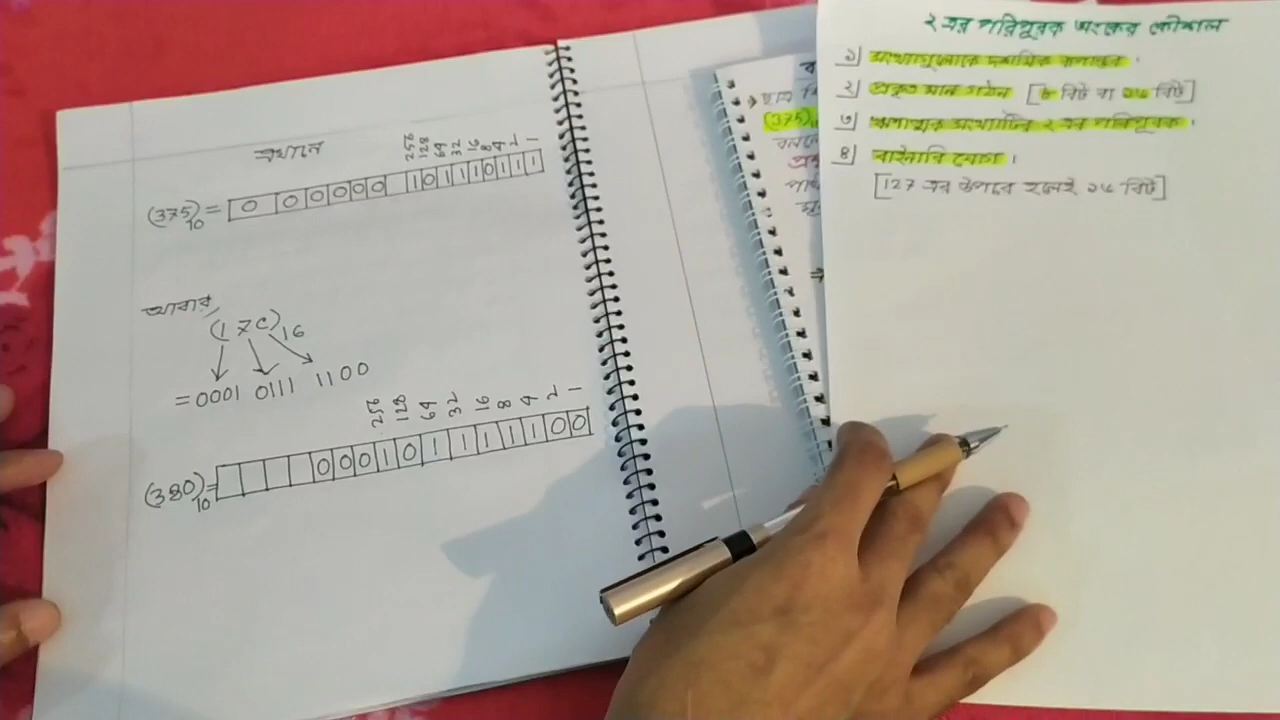 এখানে
256 128 64 32 16 8 4 2 1
(375)10 = 0 0 0 0 0 0 0 1 0 1 1 1 0 1 1 1
আবার,
(17C)16
= 0001 0111 1100
256 128 64 32 16 8 4 2 1
(380)10 = 0 0 0 1 0 1 1 1 1 1 0 0
(375)
২ এর পরিপূরক অংকের কৌশল
১| সংখ্যাগুলোকে দশমিকে রূপান্তর।
২| প্রকৃত মান গঠন [৮ বিট বা ১৬ বিট]
৩| ঋণাত্মক সংখ্যাটির ২ এর পরিপূরক।
৪| বাইনারি যোগ।
[127 এর উপরে হলেই ১৬ বিট]